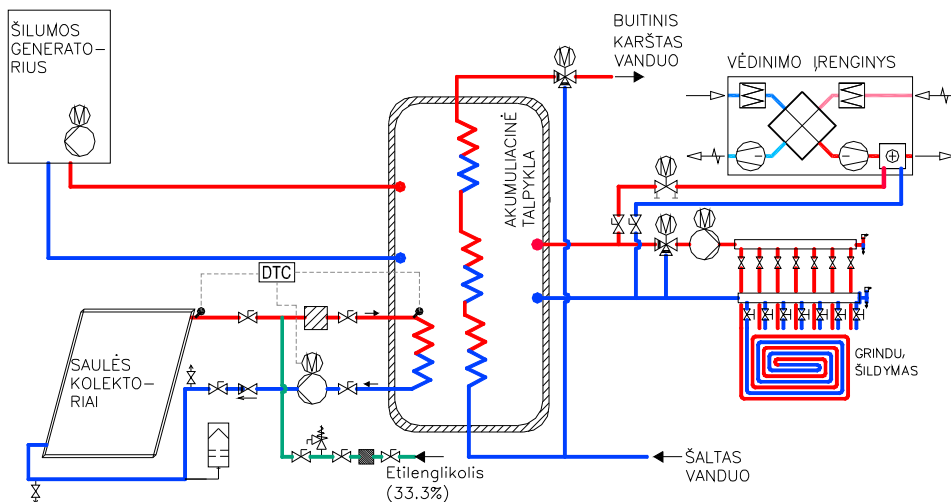 ŠILUMOS
GENERATO-
RIUS
M
BUITINIS
KARŠTAS
VANDUO
M
VĖDINIMO ĮRENGINYS
AKUMULIACINĖ
TALPYKLA
M
M
M
DTC
SAULĖS
KOLEKTO-
RIAI
M
GRINDŲ
ŠILDYMAS
Etilenglikolis
(33.3%)
ŠALTAS
VANDUO